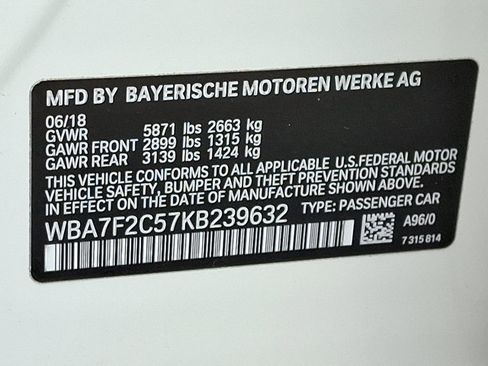 MFD BY BAYERISCHE MOTOREN WERKE AG
06/18
GVWR 5871 lbs 2663 kg
GAWR FRONT 2899 lbs 1315 kg
GAWR REAR 3139 lbs 1424 kg
THIS VEHICLE CONFORMS TO ALL APPLICABLE U.S.FEDERAL MOTOR
VEHICLE SAFETY, BUMPER AND THEFT PREVENTION STANDARDS
IN EFFECT ON THE DATE OF MANUFACTURE SHOWN ABOVE.
WBA7F2C57KB239632 TYPE: PASSENGER CAR
A96/0
7 315 814